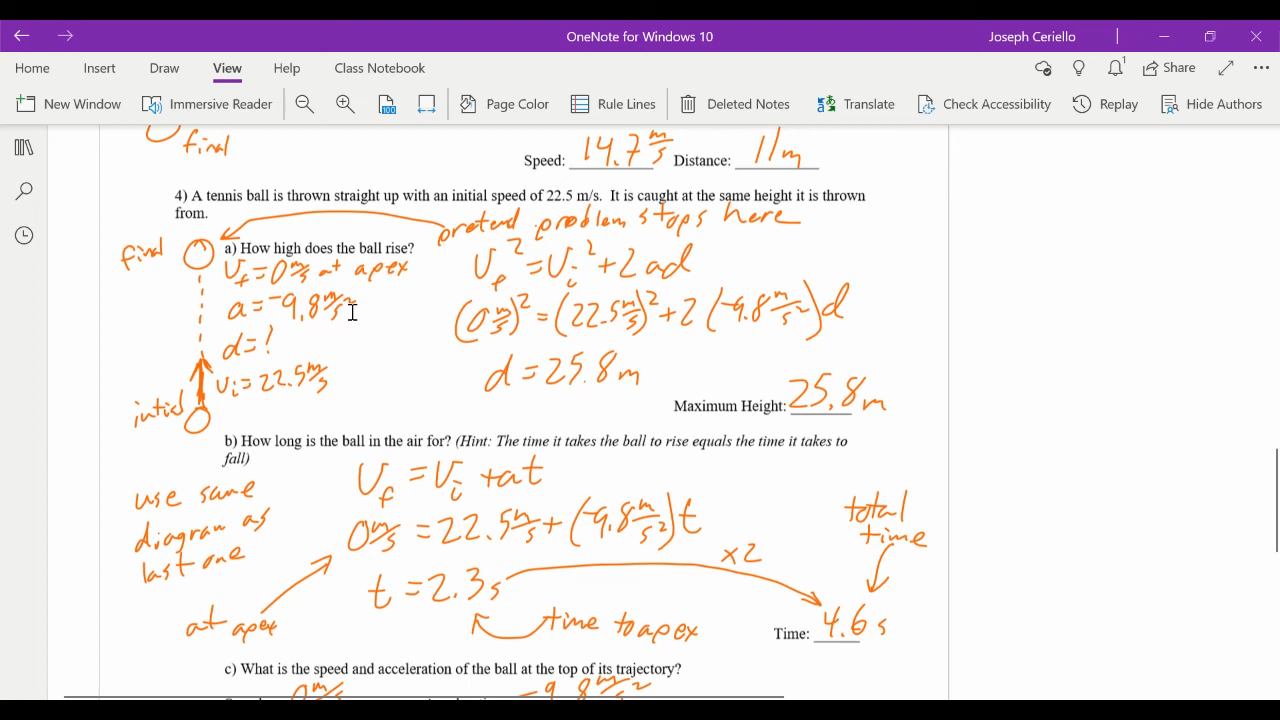 OneNote for Windows 10
Joseph Ceriello
Home Insert Draw View Help Class Notebook
Share
New Window Immersive Reader Page Color Rule Lines Deleted Notes Translate Check Accessibility Replay Hide Authors
final
Speed: 14.7 m/s Distance: 11m
4) A tennis ball is thrown straight up with an initial speed of 22.5 m/s. It is caught at the same height it is thrown
from.
pretend problem stops here
final
a) How high does the ball rise?
Vf = 0 m/s at apex
Vf² = Vi² + 2ad
a = -9.8 m/s²
(0 m/s)² = (22.5 m/s)² + 2 (-9.8 m/s²)d
d = ?
d = 25.8 m
Vi = 22.5 m/s
intial
Maximum Height: 25.8 m
b) How long is the ball in the air for? (Hint: The time it takes the ball to rise equals the time it takes to
fall)
Vf = Vi + at
use same
diagram as
last one
0 m/s = 22.5 m/s + (-9.8 m/s²)t
total
time
x2
t = 2.3 s
at apex
time to apex
Time: 4.6 s
c) What is the speed and acceleration of the ball at the top of its trajectory?
0 m/s
-9.8 m/s²